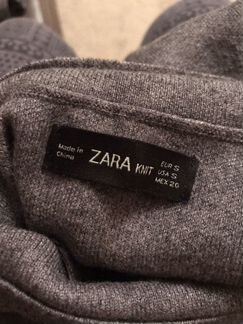 Made in
China
ZARA KNIT
EUR S
USA S
MEX 26